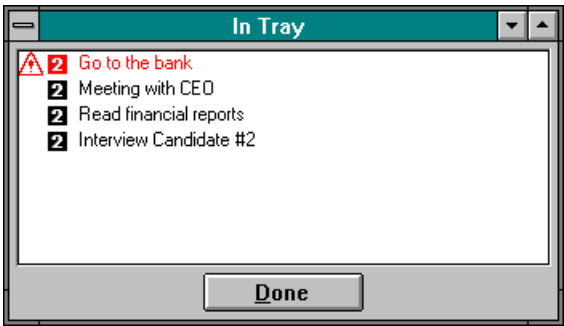 In Tray
2 Go to the bank
2 Meeting with CEO
2 Read financial reports
2 Interview Candidate #2
Done